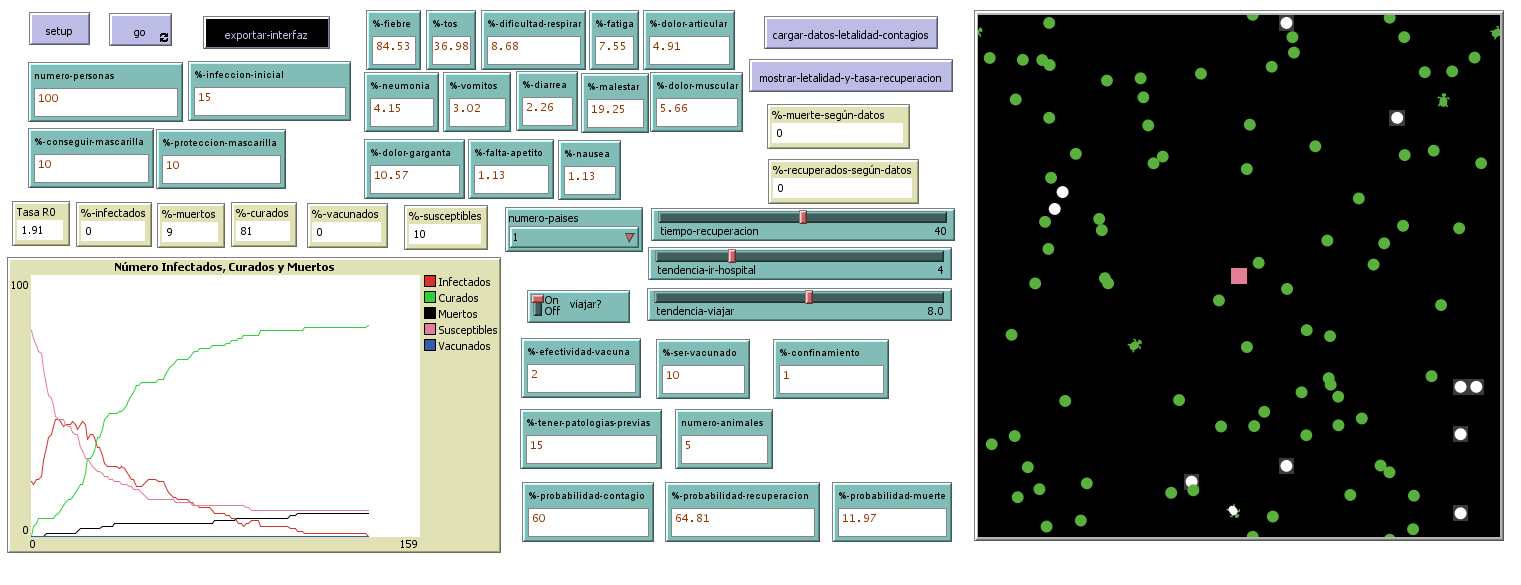 setup
go
exportar-interfaz
numero-personas
100
%-infeccion-inicial
15
%-conseguir-mascarilla
10
%-proteccion-mascarilla
10
%-fiebre
84.53
%-tos
36.98
%-dificultad-respirar
8.68
%-fatiga
7.55
%-dolor-articular
4.91
%-neumonia
4.15
%-vomitos
3.02
%-diarrea
2.26
%-malestar
19.25
%-dolor-muscular
5.66
%-dolor-garganta
10.57
%-falta-apetito
1.13
%-nausea
1.13
cargar-datos-letalidad-contagios
mostrar-letalidad-y-tasa-recuperacion
%-muerte-según-datos
0
%-recuperados-según-datos
0
Tasa R0
1.91
%-infectados
0
%-muertos
9
%-curados
81
%-vacunados
0
%-susceptibles
10
numero-paises
1
tiempo-recuperacion
40
tendencia-ir-hospital
4
On
Off
viajar?
tendencia-viajar
8.0
Número Infectados, Curados y Muertos
100
0
0
159
Infectados
Curados
Muertos
Susceptibles
Vacunados
%-efectividad-vacuna
2
%-ser-vacunado
10
%-confinamiento
1
%-tener-patologias-previas
15
numero-animales
5
%-probabilidad-contagio
60
%-probabilidad-recuperacion
64.81
%-probabilidad-muerte
11.97